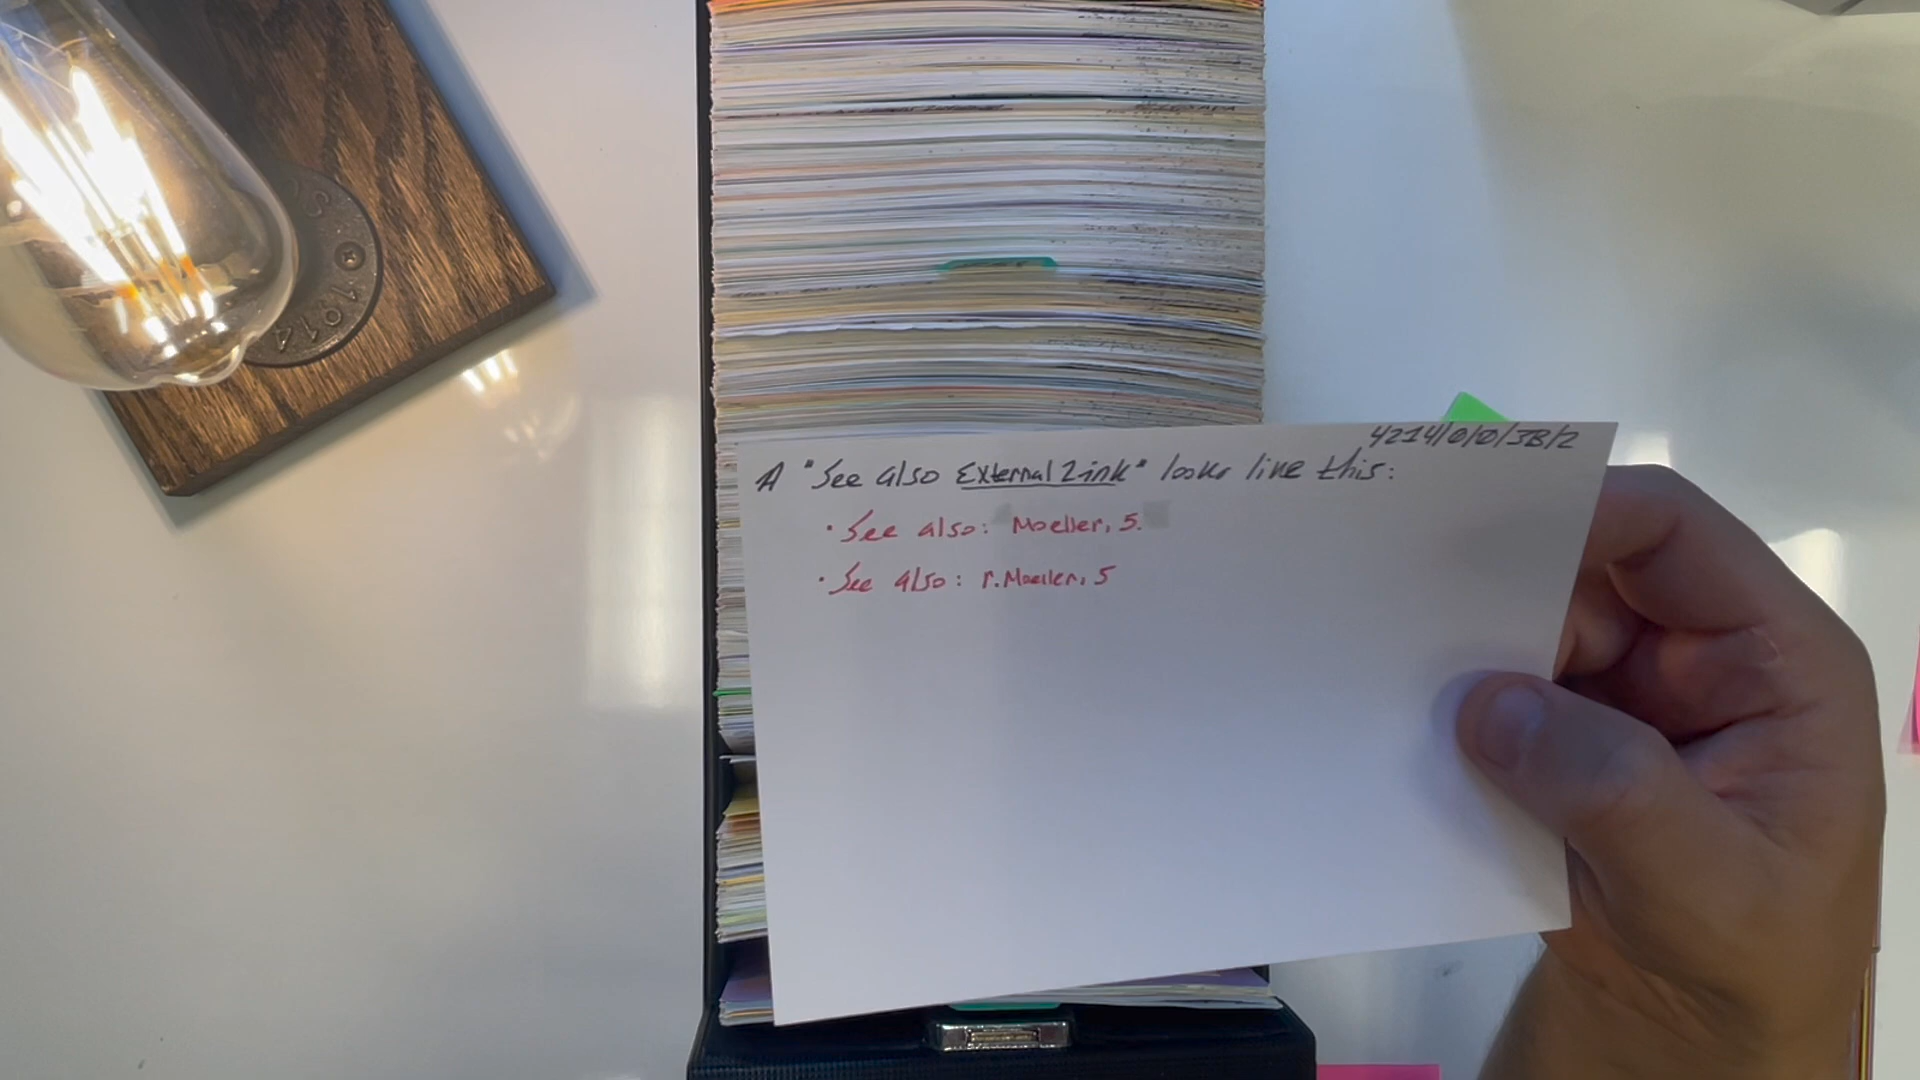 4214/0/0/3B/2
A "See also External Link" looks like this:
• See also: Moeller, 5.
• See also: r.Moeller, 5